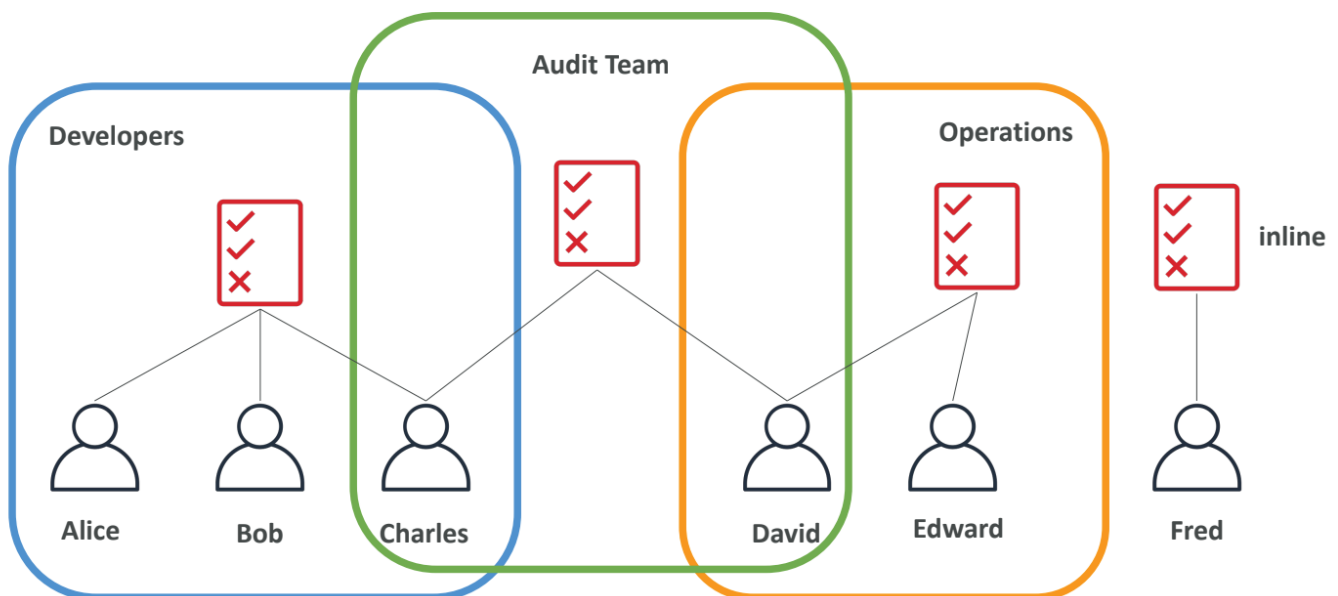 Audit Team
Developers
Operations
inline
Alice
Bob
Charles
David
Edward
Fred